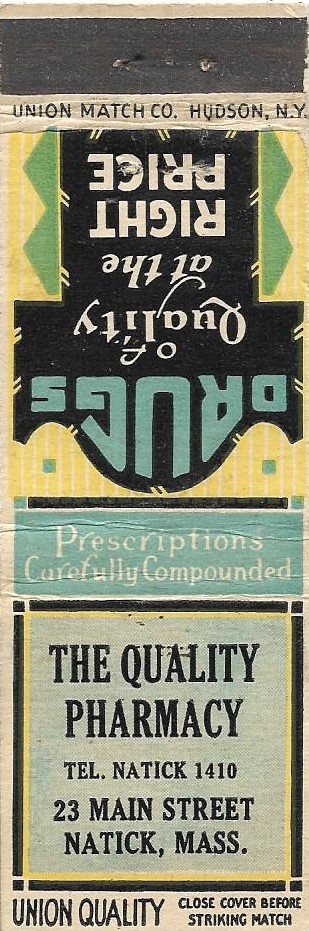 UNION MATCH CO. HUDSON, N.Y.
DRUGS
of
Quality
at the
RIGHT
PRICE
Prescriptions
Carefully Compounded
THE QUALITY
PHARMACY
TEL. NATICK 1410
23 MAIN STREET
NATICK, MASS.
UNION QUALITY
CLOSE COVER BEFORE
STRIKING MATCH